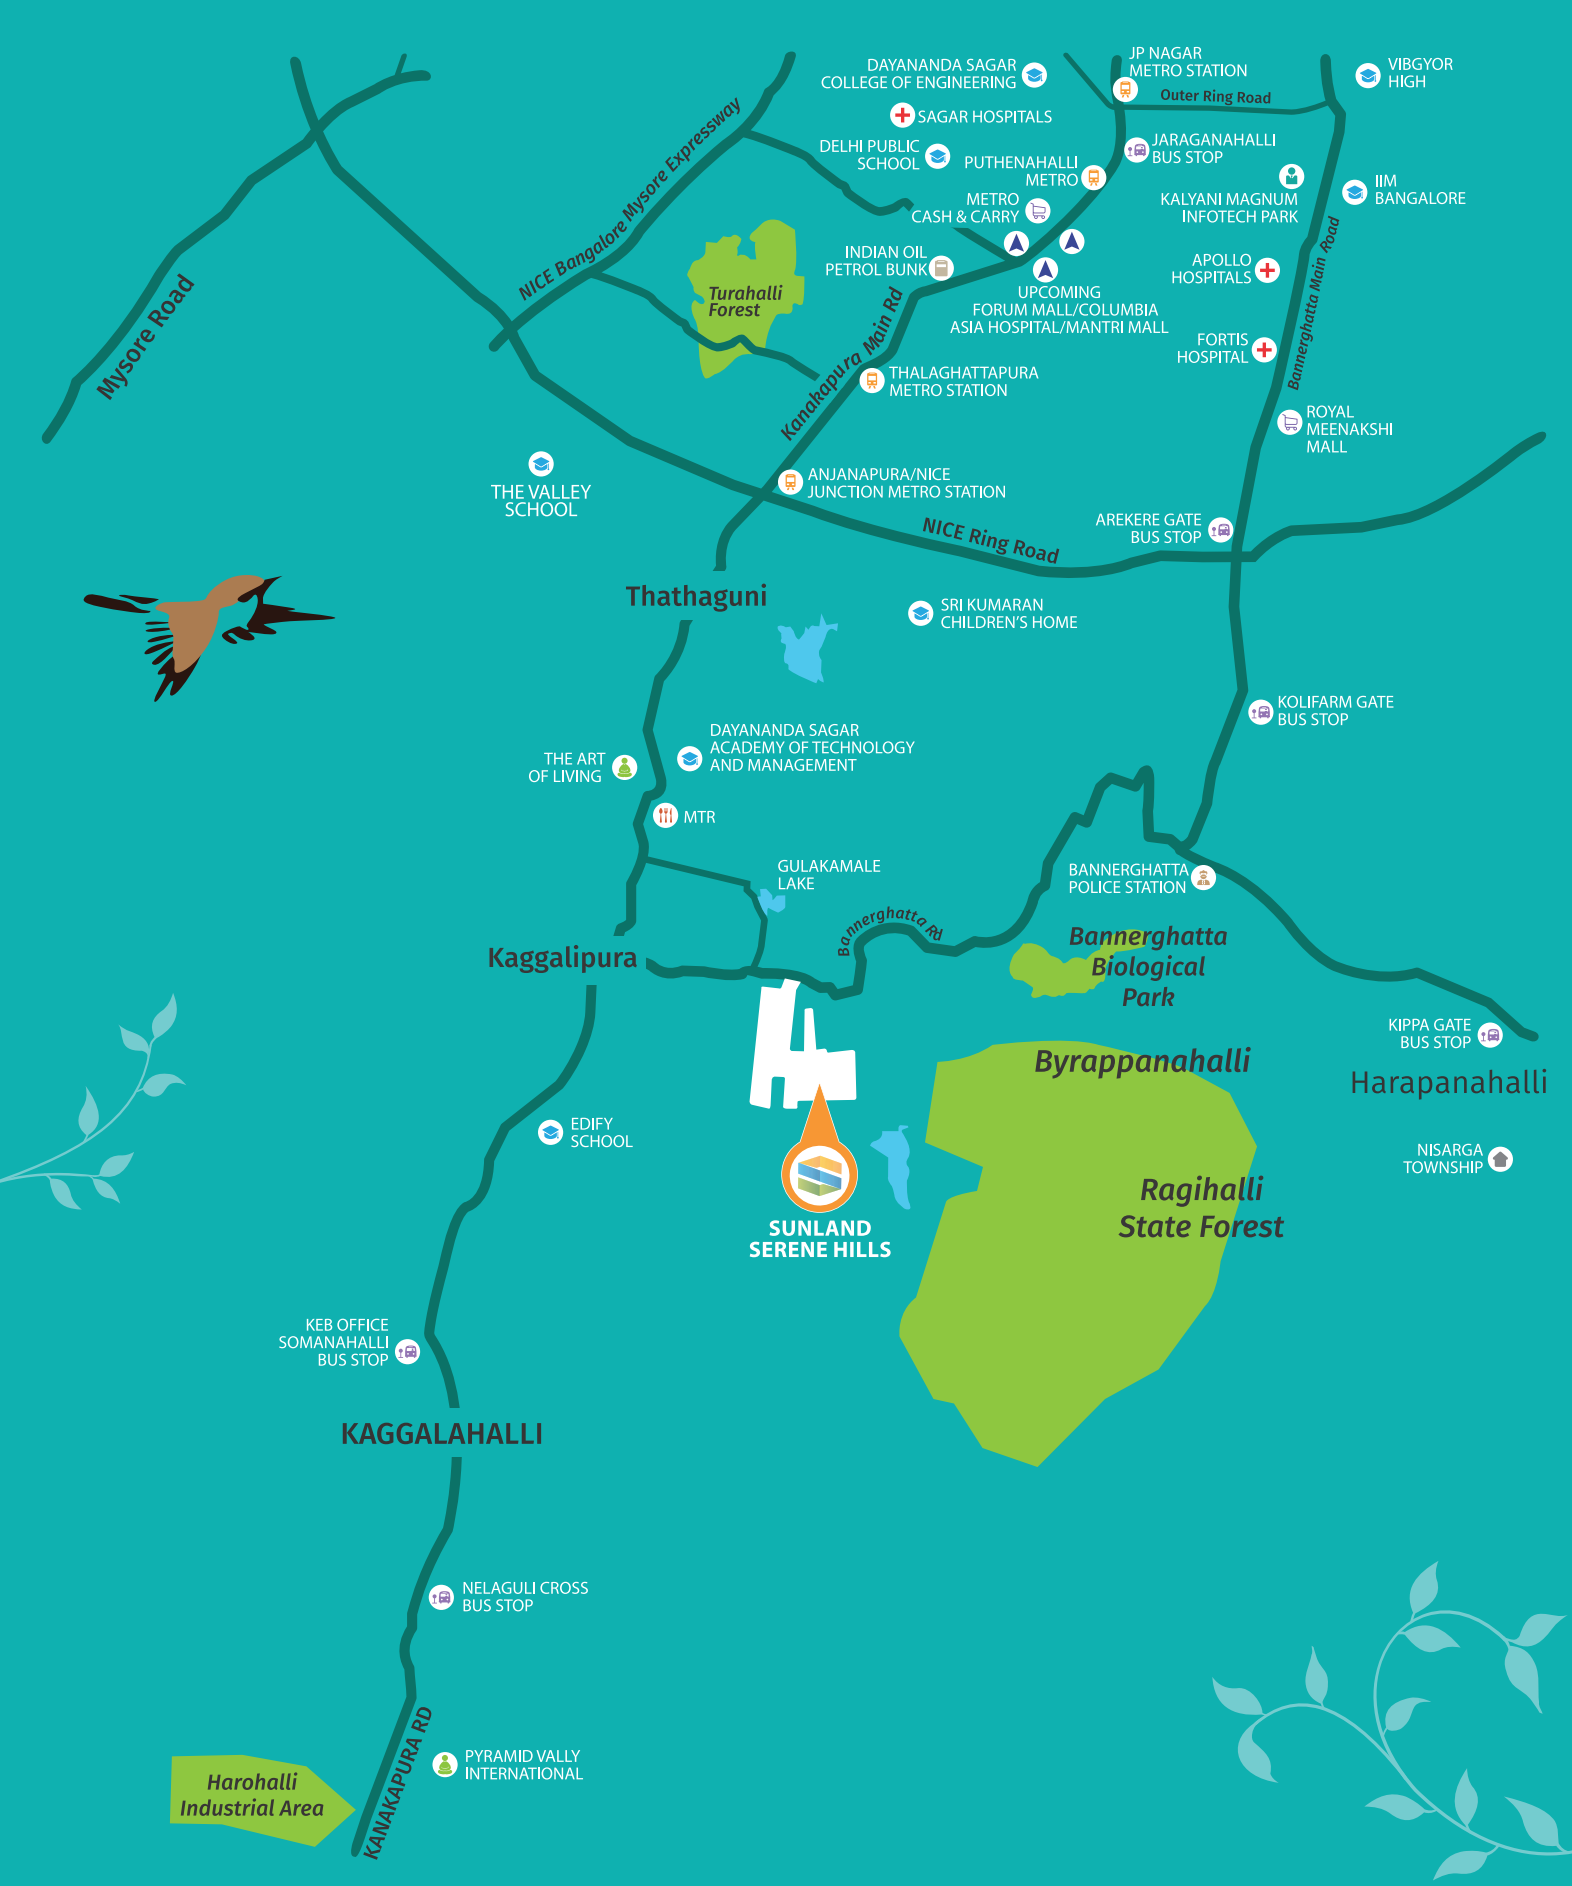 JP NAGAR
METRO STATION
DAYANANDA SAGAR
COLLEGE OF ENGINEERING
VIBGYOR
HIGH
Outer Ring Road
SAGAR HOSPITALS
NICE Bangalore Mysore Expressway
DELHI PUBLIC
SCHOOL
JARAGANAHALLI
BUS STOP
PUTHENAHALLI
METRO
METRO
CASH & CARRY
KALYANI MAGNUM
INFOTECH PARK
IIM
BANGALORE
INDIAN OIL
PETROL BUNK
APOLLO
HOSPITALS
Turahalli
Forest
UPCOMING
FORUM MALL/COLUMBIA
ASIA HOSPITAL/MANTRI MALL
Bannerghatta Main Road
Mysore Road
FORTIS
HOSPITAL
Kanakapura Main Rd
THALAGHATTAPURA
METRO STATION
ROYAL
MEENAKSHI
MALL
THE VALLEY
SCHOOL
ANJANAPURA/NICE
JUNCTION METRO STATION
NICE Ring Road
AREKERE GATE
BUS STOP
Thathaguni
SRI KUMARAN
CHILDREN'S HOME
KOLIFARM GATE
BUS STOP
DAYANANDA SAGAR
ACADEMY OF TECHNOLOGY
AND MANAGEMENT
THE ART
OF LIVING
MTR
GULAKAMALE
LAKE
BANNERGHATTA
POLICE STATION
Bannerghatta Rd
Kaggalipura
Bannerghatta
Biological
Park
KIPPA GATE
BUS STOP
Byrappanahalli
Harapanahalli
EDIFY
SCHOOL
NISARGA
TOWNSHIP
Ragihalli
State Forest
SUNLAND
SERENE HILLS
KEB OFFICE
SOMANAHALLI
BUS STOP
KAGGALAHALLI
NELAGULI CROSS
BUS STOP
KANAKAPURA RD
PYRAMID VALLY
INTERNATIONAL
Harohalli
Industrial Area